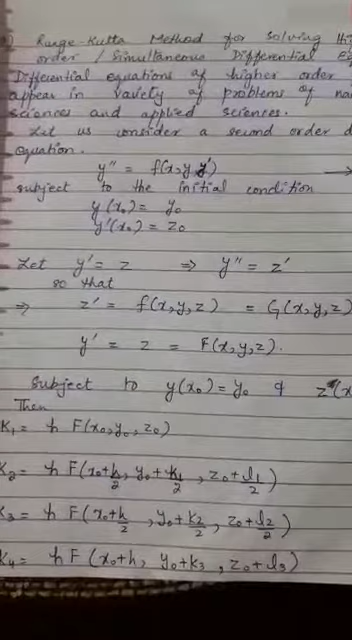 Runge-Kutta Method for solving Hi
order / Simultaneous Differential Eq
Differential equations of higher order
appear in variety of problems of na
sciences and applied sciences.
Let us consider a second order d
equation.
y'' = f(x,y,y') →
subject to the initial condition
y(x₀) = y₀
y'(x₀) = z₀
Let y' = z ⇒ y'' = z'
so that
⇒ z' = f(x,y,z) = G(x,y,z)
y' = z = F(x,y,z).
Subject to y(x₀) = y₀ & z(x
Then
K₁ = h F(x₀,y₀,z₀)
K₂ = h F(x₀+h/2, y₀+k₁/2, z₀+l₁/2)
K₃ = h F(x₀+h/2, y₀+k₂/2, z₀+l₂/2)
K₄ = h F(x₀+h, y₀+k₃, z₀+l₃)